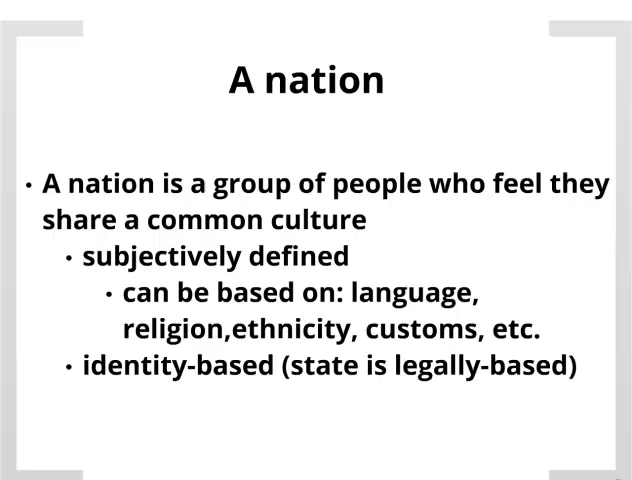 A nation
• A nation is a group of people who feel they
share a common culture
• subjectively defined
• can be based on: language,
religion,ethnicity, customs, etc.
• identity-based (state is legally-based)